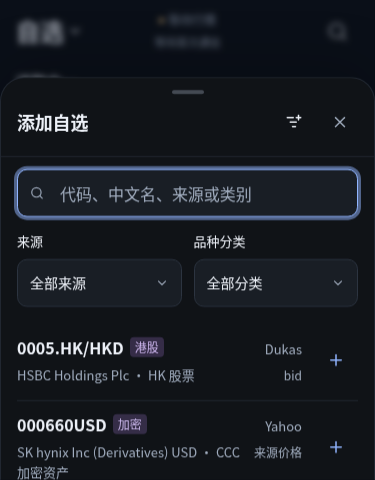 自选
添加自选
代码、中文名、来源或类别
来源
品种分类
全部来源
全部分类
0005.HK/HKD 港股
Dukas
HSBC Holdings Plc • HK 股票
bid
000660USD 加密
Yahoo
SK hynix Inc (Derivatives) USD • CCC
来源价格
加密资产